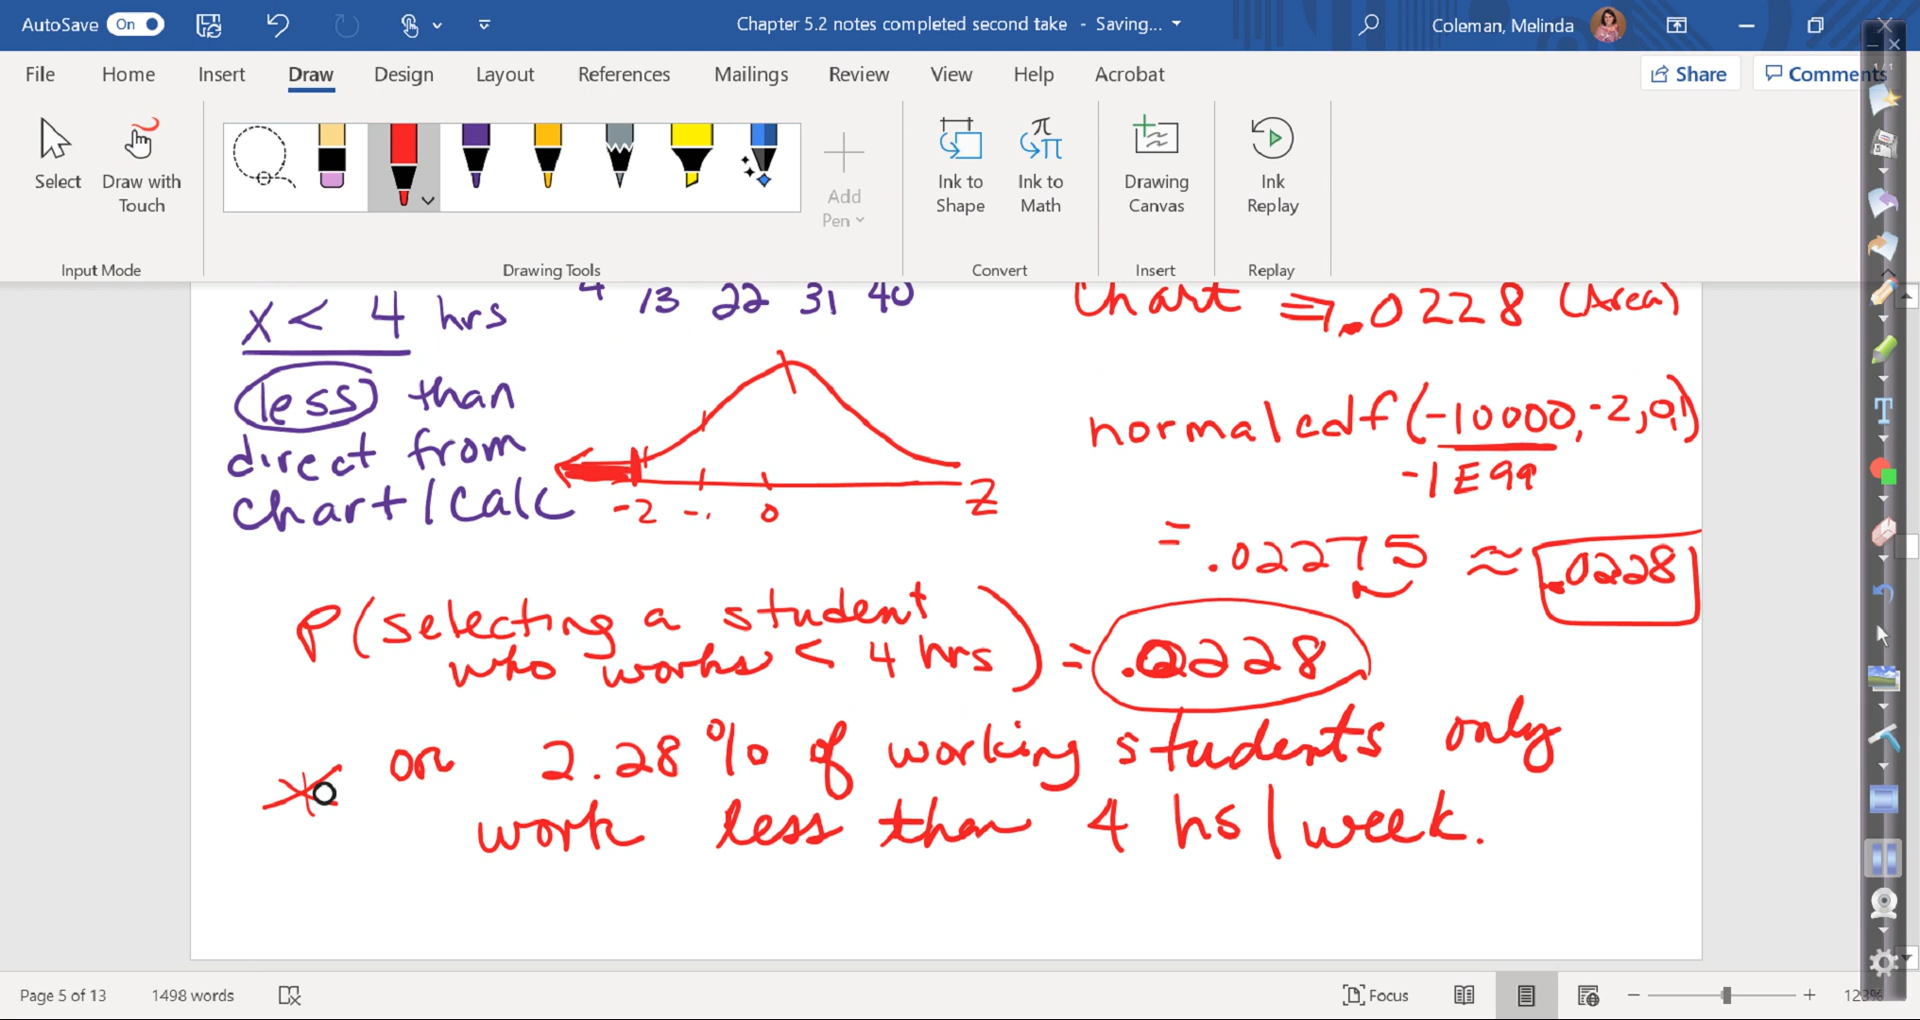 AutoSave On Chapter 5.2 notes completed second take - Saving... Coleman, Melinda
File Home Insert Draw Design Layout References Mailings Review View Help Acrobat Share Comments
1/1
Select Draw with Touch
Add Pen
Ink to Shape Ink to Math
Drawing Canvas
Ink Replay
Input Mode Drawing Tools Convert Insert Replay
x < 4 hrs
4 13 22 31 40
Chart ⇒ .0228 (Area)
(less) than
direct from
chart/Calc
normalcdf(-10000, -2, 0,1)
-1E99
-2 -1 0 Z
= .02275 ≈ .0228
P(selecting a student
who works < 4 hrs) = .0228
or 2.28% of working students only
work less than 4 hs/week.
Page 5 of 13 1498 words Focus 123%